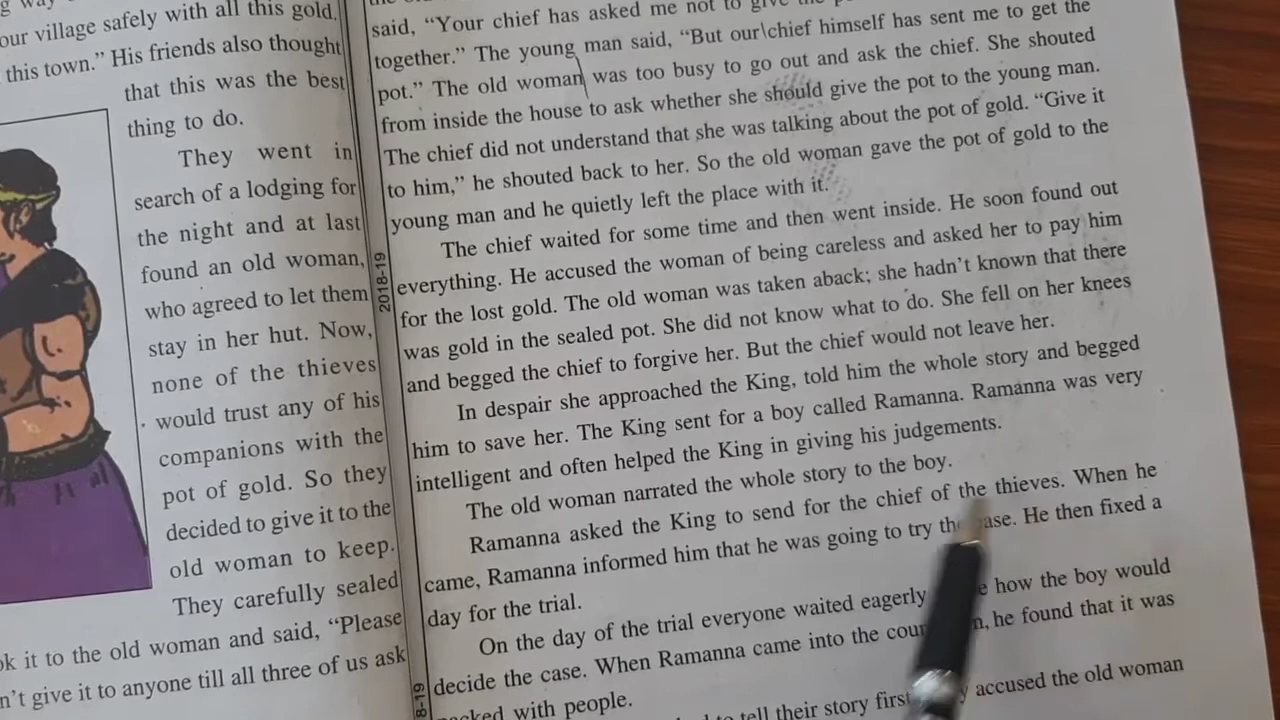 our village safely with all this gold.
this town.” His friends also thought
that this was the best
thing to do.
They went in
search of a lodging for
the night and at last
found an old woman,
who agreed to let them
stay in her hut. Now,
none of the thieves
would trust any of his
companions with the
pot of gold. So they
decided to give it to the
old woman to keep.
They carefully sealed
it to the old woman and said, “Please
give it to anyone till all three of us ask
said, “Your chief has asked me not to give the
together.” The young man said, “But our chief himself has sent me to get the
pot.” The old woman was too busy to go out and ask the chief. She shouted
from inside the house to ask whether she should give the pot to the young man.
The chief did not understand that she was talking about the pot of gold. “Give it
to him,” he shouted back to her. So the old woman gave the pot of gold to the
young man and he quietly left the place with it.
The chief waited for some time and then went inside. He soon found out
everything. He accused the woman of being careless and asked her to pay him
for the lost gold. The old woman was taken aback; she hadn’t known that there
was gold in the sealed pot. She did not know what to do. She fell on her knees
and begged the chief to forgive her. But the chief would not leave her.
In despair she approached the King, told him the whole story and begged
him to save her. The King sent for a boy called Ramanna. Ramanna was very
intelligent and often helped the King in giving his judgements.
The old woman narrated the whole story to the boy.
Ramanna asked the King to send for the chief of the thieves. When he
came, Ramanna informed him that he was going to try the case. He then fixed a
day for the trial.
On the day of the trial everyone waited eagerly how the boy would
decide the case. When Ramanna came into the he found that it was
with people.
to tell their story first accused the old woman
2018-19
8-19